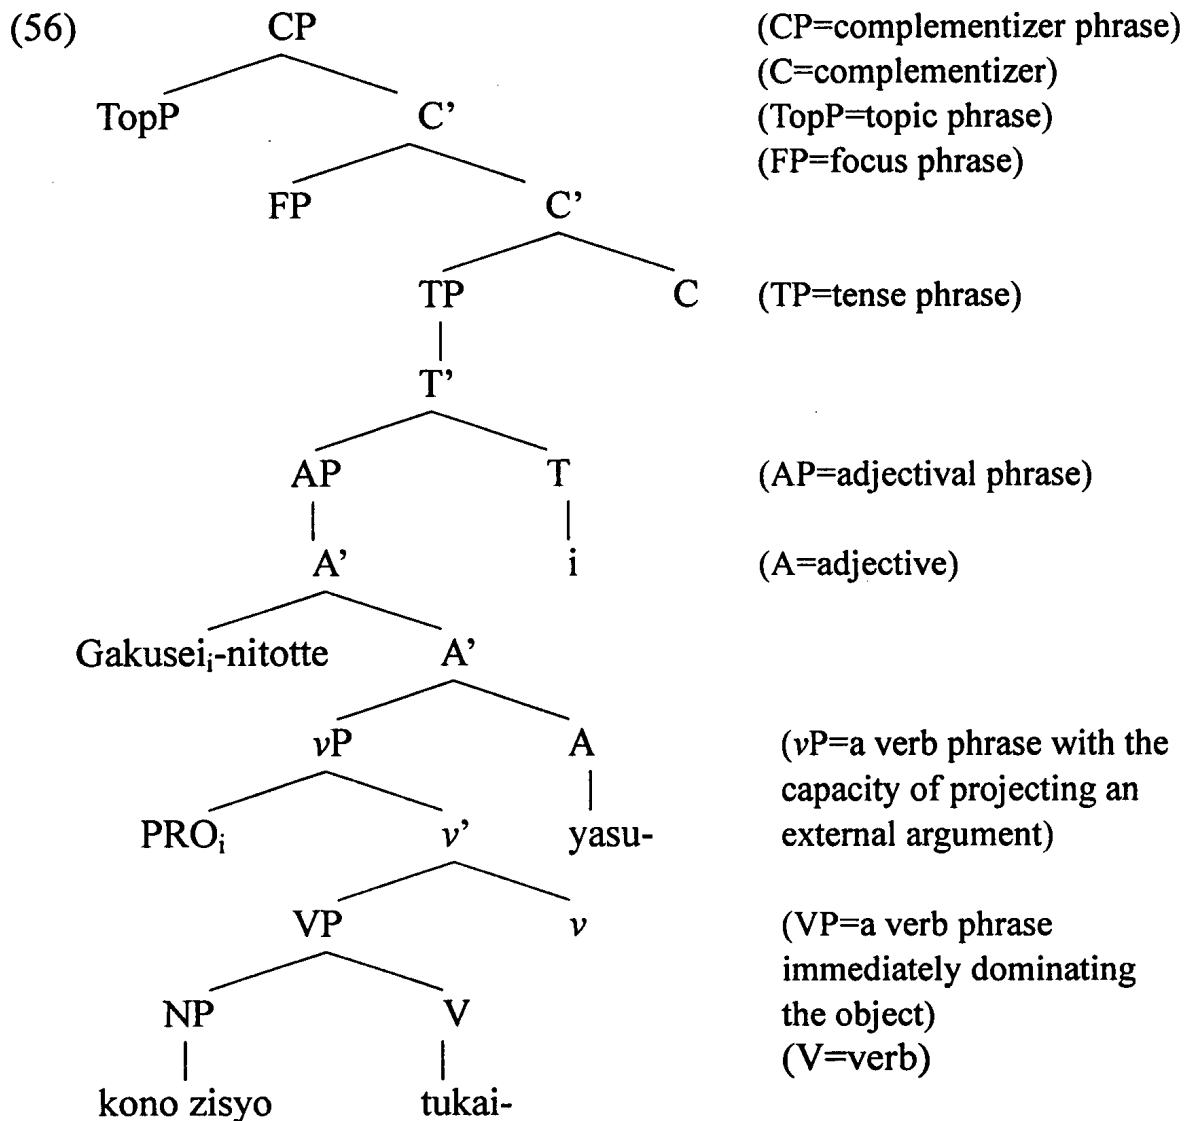 (56) CP (CP=complementizer phrase)
(C=complementizer)
TopP C’ (TopP=topic phrase)
(FP=focus phrase)
FP C’
TP C (TP=tense phrase)
T’
AP T (AP=adjectival phrase)
A’ i (A=adjective)
Gakuseiᵢ-nitotte A’
vP A (vP=a verb phrase with the
capacity of projecting an
PROᵢ v’ yasu- external argument)
VP v (VP=a verb phrase
immediately dominating
NP V the object)
(V=verb)
kono zisyo tukai-